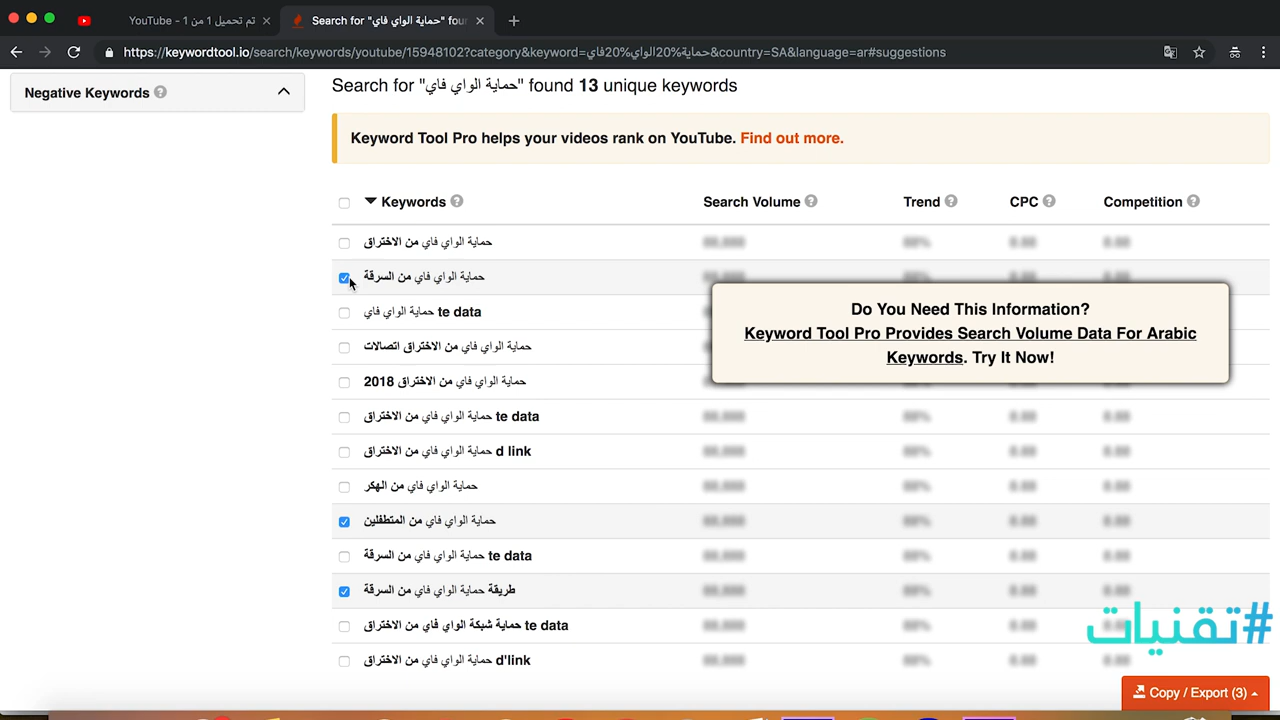 YouTube - تم تحميل 1 من 1
Search for "حماية الواي فاي" foun
https://keywordtool.io/search/keywords/youtube/15948102?category&keyword=حماية%20الواي%20فاي&country=SA&language=ar#suggestions
Negative Keywords
Search for "حماية الواي فاي" found 13 unique keywords
Keyword Tool Pro helps your videos rank on YouTube. Find out more.
Keywords Search Volume Trend CPC Competition
حماية الواي فاي من الاختراق
حماية الواي فاي من السرقة
حماية الواي فاي te data
حماية الواي فاي من الاختراق اتصالات
حماية الواي فاي من الاختراق 2018
حماية الواي فاي من الاختراق te data
حماية الواي فاي من الاختراق d link
حماية الواي فاي من الهكر
حماية الواي فاي من المتطفلين
حماية الواي فاي من السرقة te data
طريقة حماية الواي فاي من السرقة
حماية شبكة الواي فاي من الاختراق te data
حماية الواي فاي من الاختراق d'link
Do You Need This Information?
Keyword Tool Pro Provides Search Volume Data For Arabic
Keywords. Try It Now!
#تقنيات
Copy / Export (3)